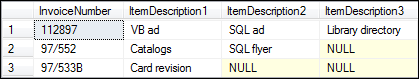 InvoiceNumber ItemDescription1 ItemDescription2 ItemDescription3
1 112897 VB ad SQL ad Library directory
2 97/552 Catalogs SQL flyer NULL
3 97/533B Card revision NULL NULL